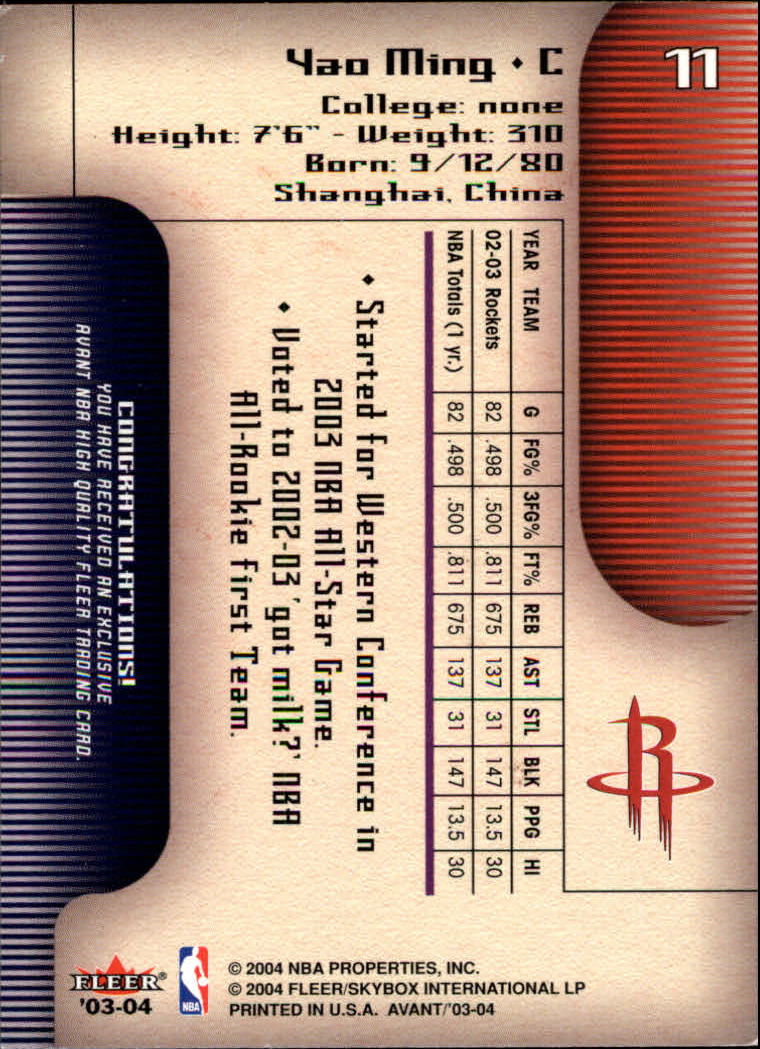 11
Yao Ming • C
College: none
Height: 7'6" - Weight: 310
Born: 9/12/80
Shanghai, China
YEAR TEAM G FG% 3FG% FT% REB AST STL BLK PPG HI
02-03 Rockets 82 .498 .500 .811 675 137 31 147 13.5 30
NBA Totals (1 yr.) 82 .498 .500 .811 675 137 31 147 13.5 30
• Started for Western Conference in
2003 NBA All-Star Game.
• Voted to 2002-03 'got milk?' NBA
All-Rookie First Team.
CONGRATULATIONS!
YOU HAVE RECEIVED AN EXCLUSIVE
AVANT NBA HIGH QUALITY FLEER TRADING CARD.
R
FLEER®
'03-04
NBA
© 2004 NBA PROPERTIES, INC.
© 2004 FLEER/SKYBOX INTERNATIONAL LP
PRINTED IN U.S.A. AVANT/'03-04